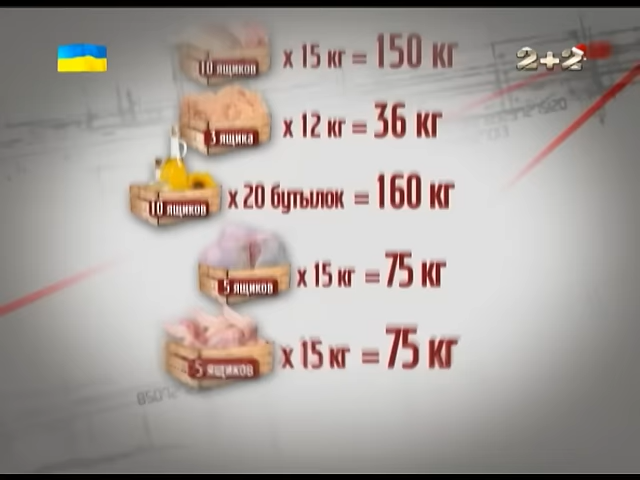 2+2
10 ящиков x 15 кг = 150 кг
3 ящика x 12 кг = 36 кг
10 ящиков x 20 бутылок = 160 кг
5 ящиков x 15 кг = 75 кг
5 ящиков x 15 кг = 75 кг